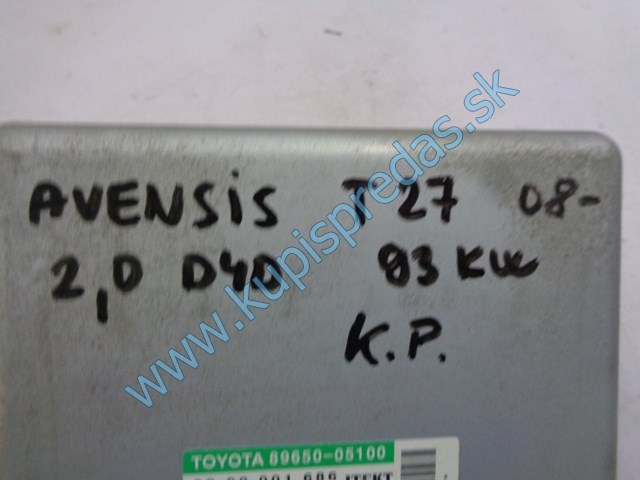 AVENSIS T27 08-
2,0 D4D 93 KW
K.P.
www.kupispredas.sk
TOYOTA 89650-05100